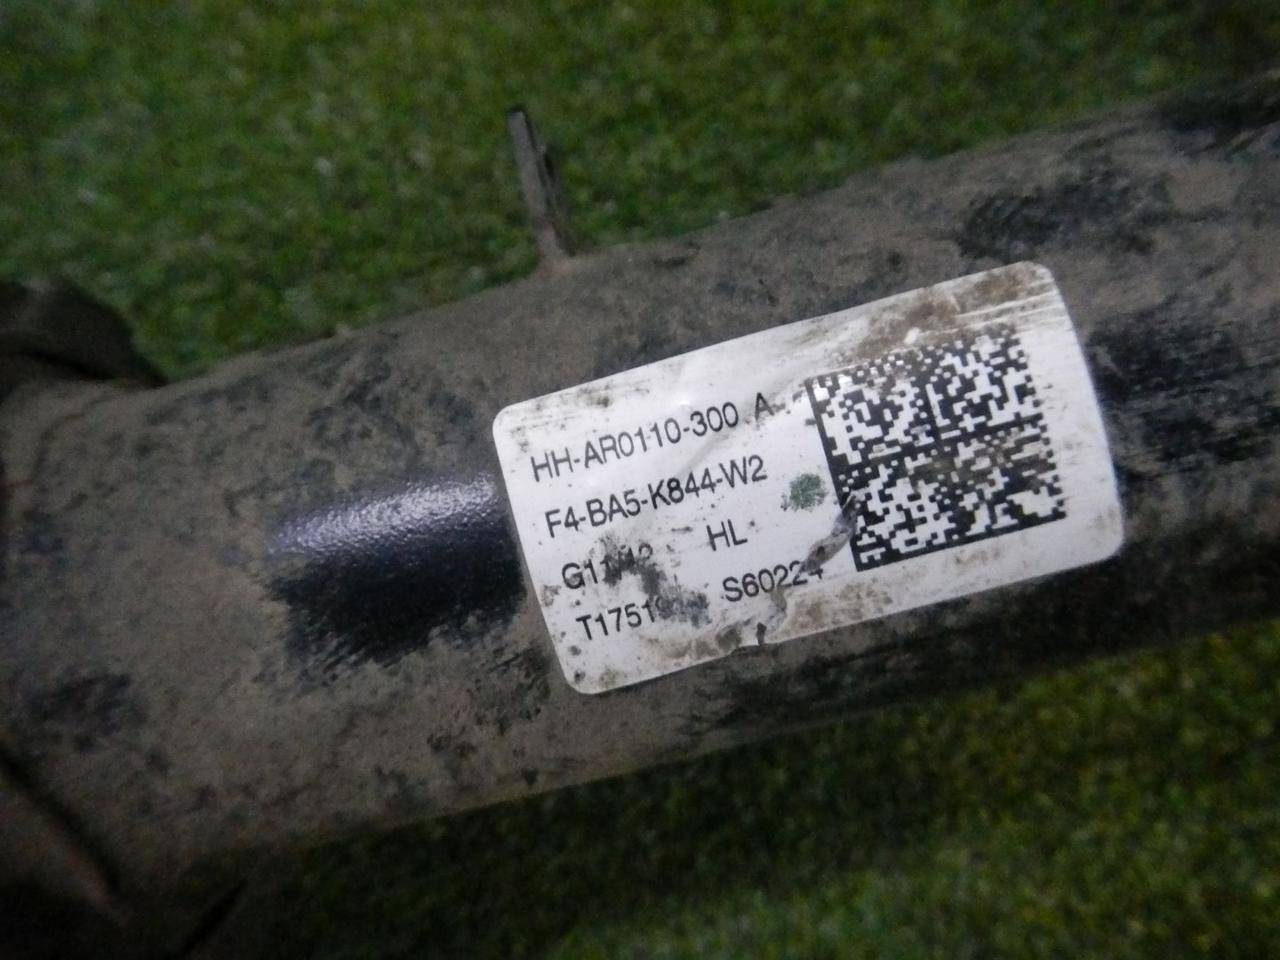 HH-AR0110-300 A
F4-BA5-K844-W2
HL
S60224